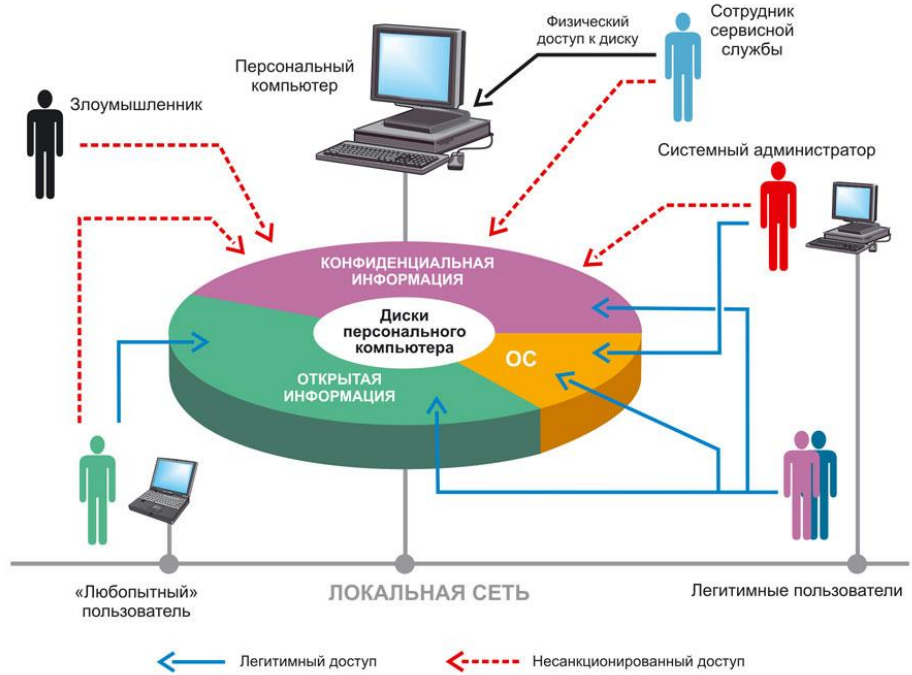 Физический
доступ к диску
Сотрудник
сервисной
службы
Персональный
компьютер
Злоумышленник
Системный администратор
КОНФИДЕНЦИАЛЬНАЯ
ИНФОРМАЦИЯ
Диски
персонального
компьютера
ОС
ОТКРЫТАЯ
ИНФОРМАЦИЯ
«Любопытный»
пользователь
ЛОКАЛЬНАЯ СЕТЬ
Легитимные пользователи
Легитимный доступ
Несанкционированный доступ